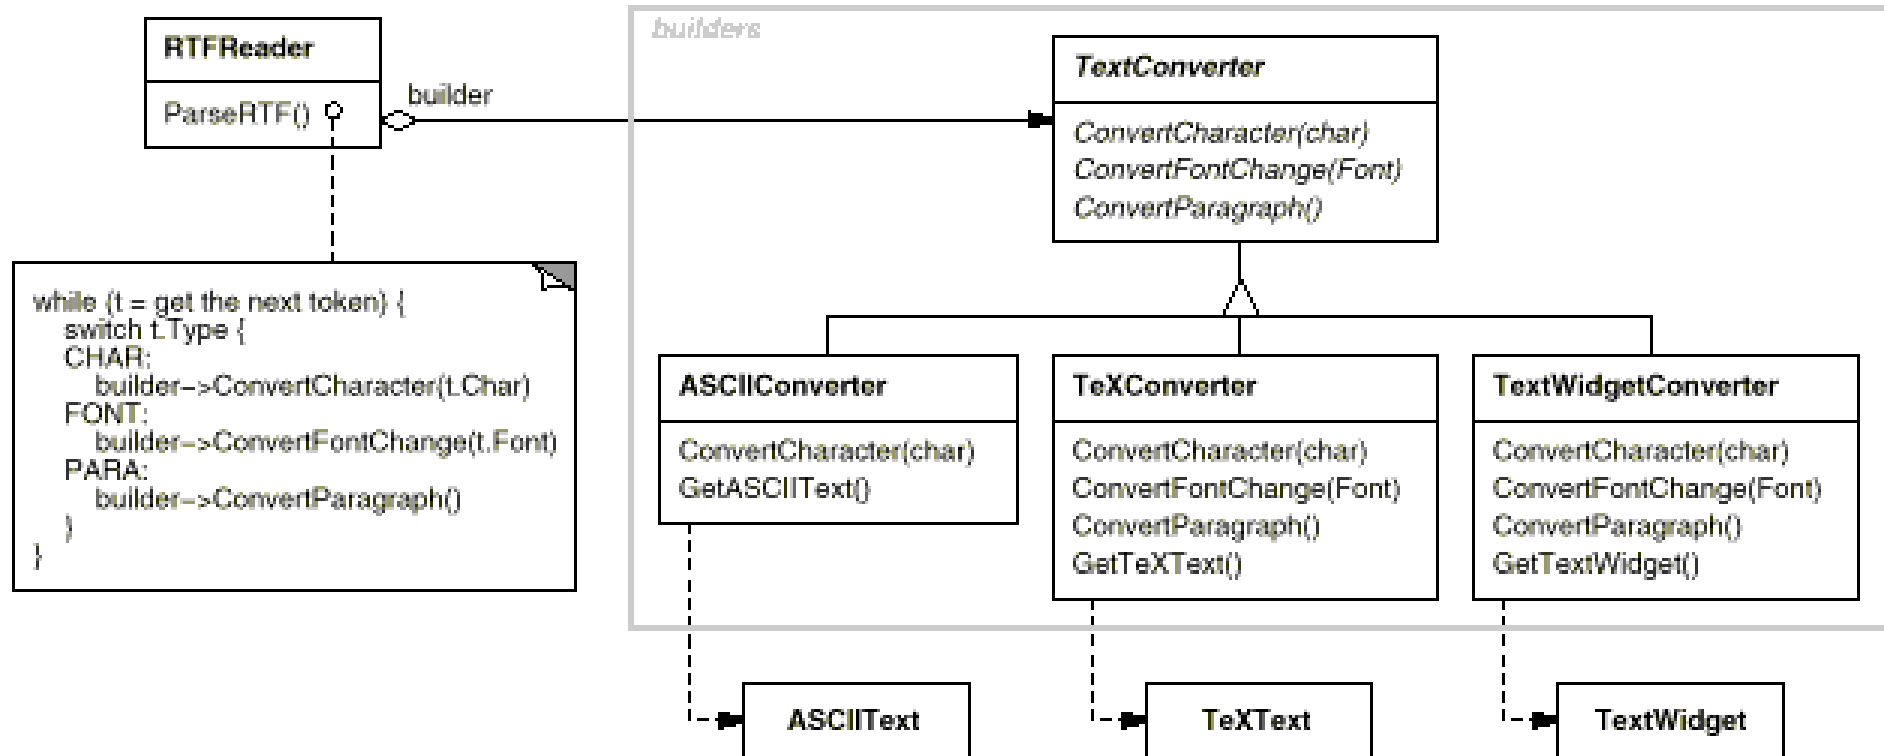 RTFReader
ParseRTF()
builder
while (t = get the next token) {
switch t.Type {
CHAR:
builder->ConvertCharacter(t.Char)
FONT:
builder->ConvertFontChange(t.Font)
PARA:
builder->ConvertParagraph()
}
}
builders
TextConverter
ConvertCharacter(char)
ConvertFontChange(Font)
ConvertParagraph()
ASCIIConverter
ConvertCharacter(char)
GetASCIIText()
TeXConverter
ConvertCharacter(char)
ConvertFontChange(Font)
ConvertParagraph()
GetTeXText()
TextWidgetConverter
ConvertCharacter(char)
ConvertFontChange(Font)
ConvertParagraph()
GetTextWidget()
ASCIIText
TeXText
TextWidget